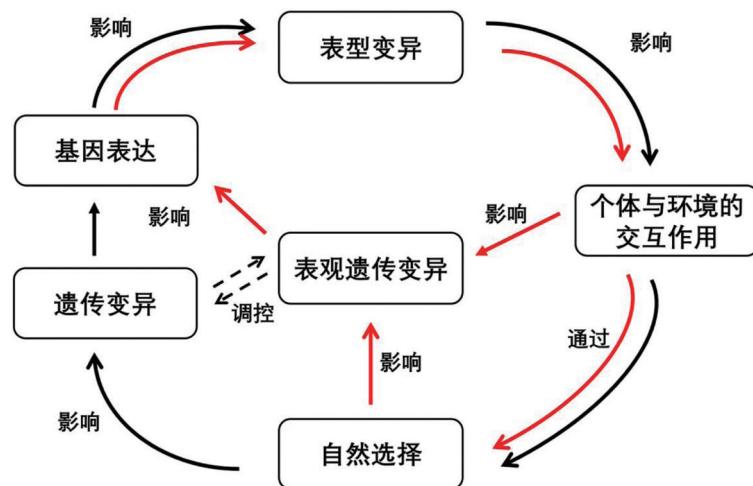 影响
表型变异
影响
基因表达
影响
影响
个体与环境的
交互作用
表观遗传变异
遗传变异
调控
通过
影响
影响
自然选择